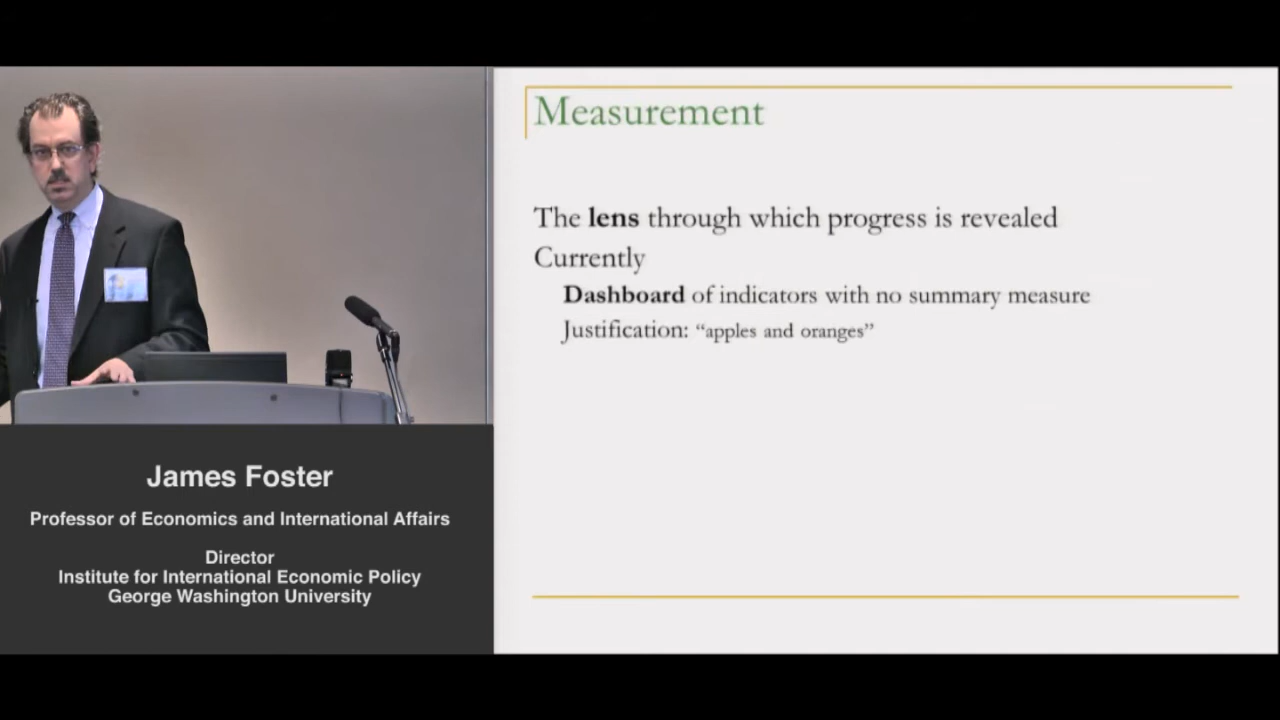 Measurement
The lens through which progress is revealed
Currently
Dashboard of indicators with no summary measure
Justification: “apples and oranges”
James Foster
Professor of Economics and International Affairs
Director
Institute for International Economic Policy
George Washington University